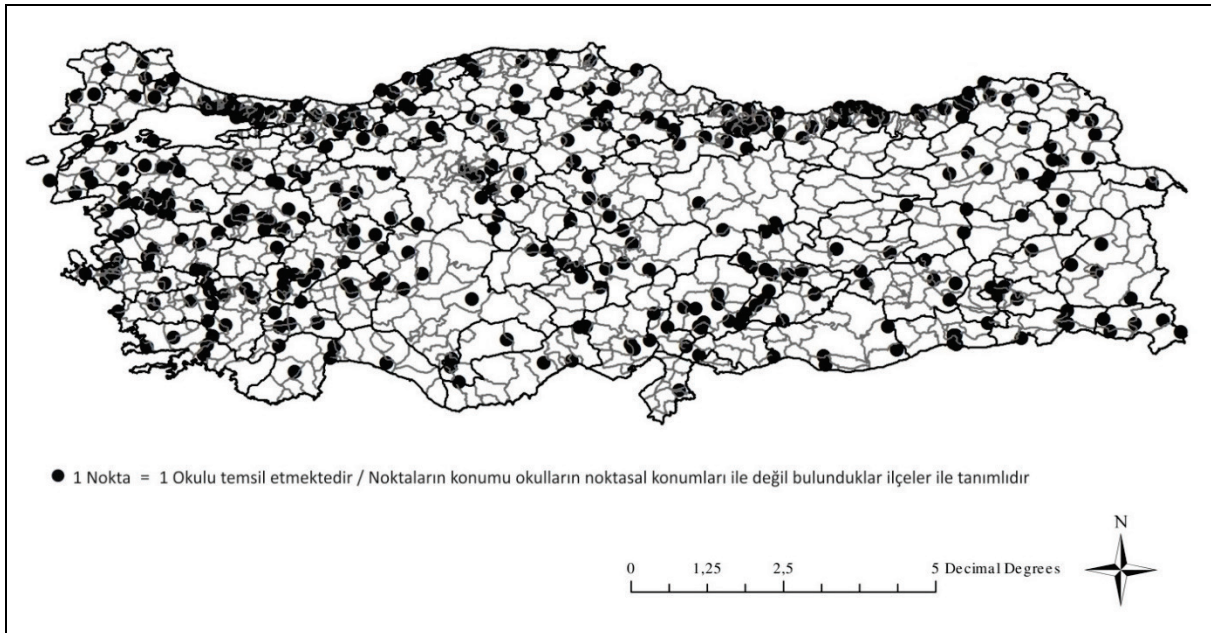 ● 1 Nokta = 1 Okulu temsil etmektedir / Noktaların konumu okulların noktasal konumları ile değil bulunduklar ilçeler ile tanımlıdır
N
0 1,25 2,5 5 Decimal Degrees